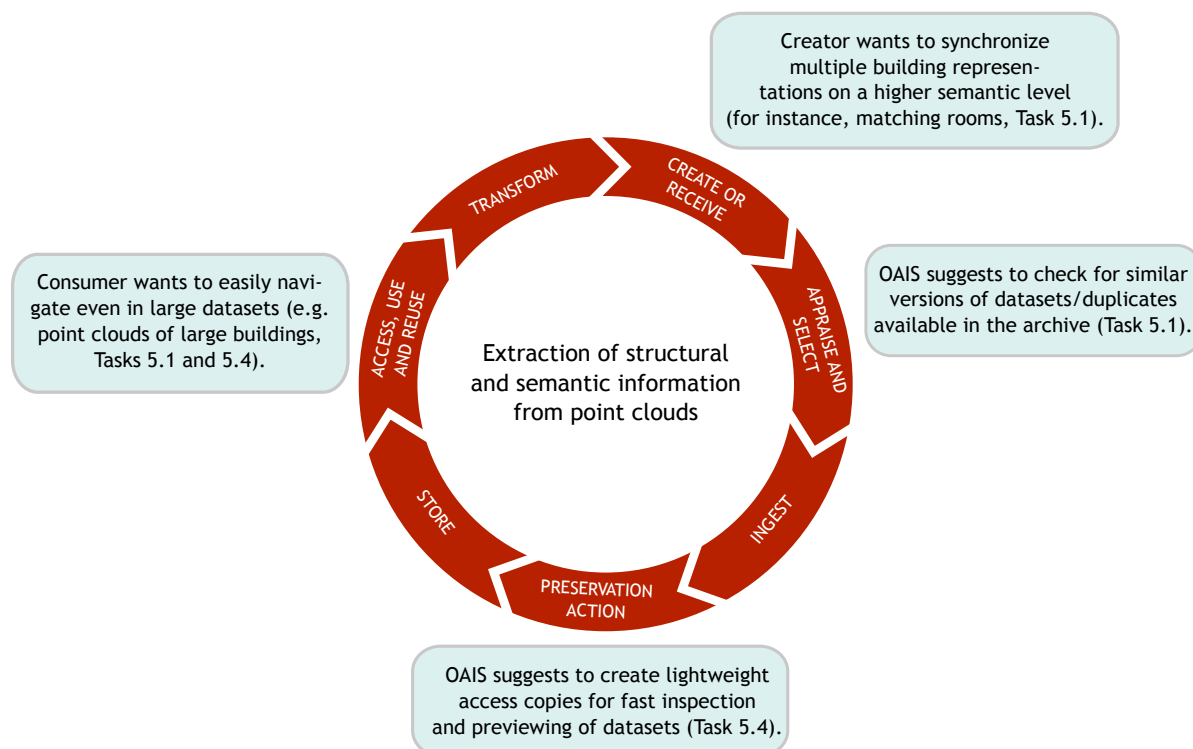 Creator wants to synchronize
multiple building represen-
tations on a higher semantic level
(for instance, matching rooms, Task 5.1).
TRANSFORM
CREATE OR
RECEIVE
Consumer wants to easily navi-
gate even in large datasets (e.g.
point clouds of large buildings,
Tasks 5.1 and 5.4).
ACCESS, USE
AND REUSE
Extraction of structural
and semantic information
from point clouds
APPRAISE AND
SELECT
OAIS suggests to check for similar
versions of datasets/duplicates
available in the archive (Task 5.1).
STORE
INGEST
PRESERVATION
ACTION
OAIS suggests to create lightweight
access copies for fast inspection
and previewing of datasets (Task 5.4).